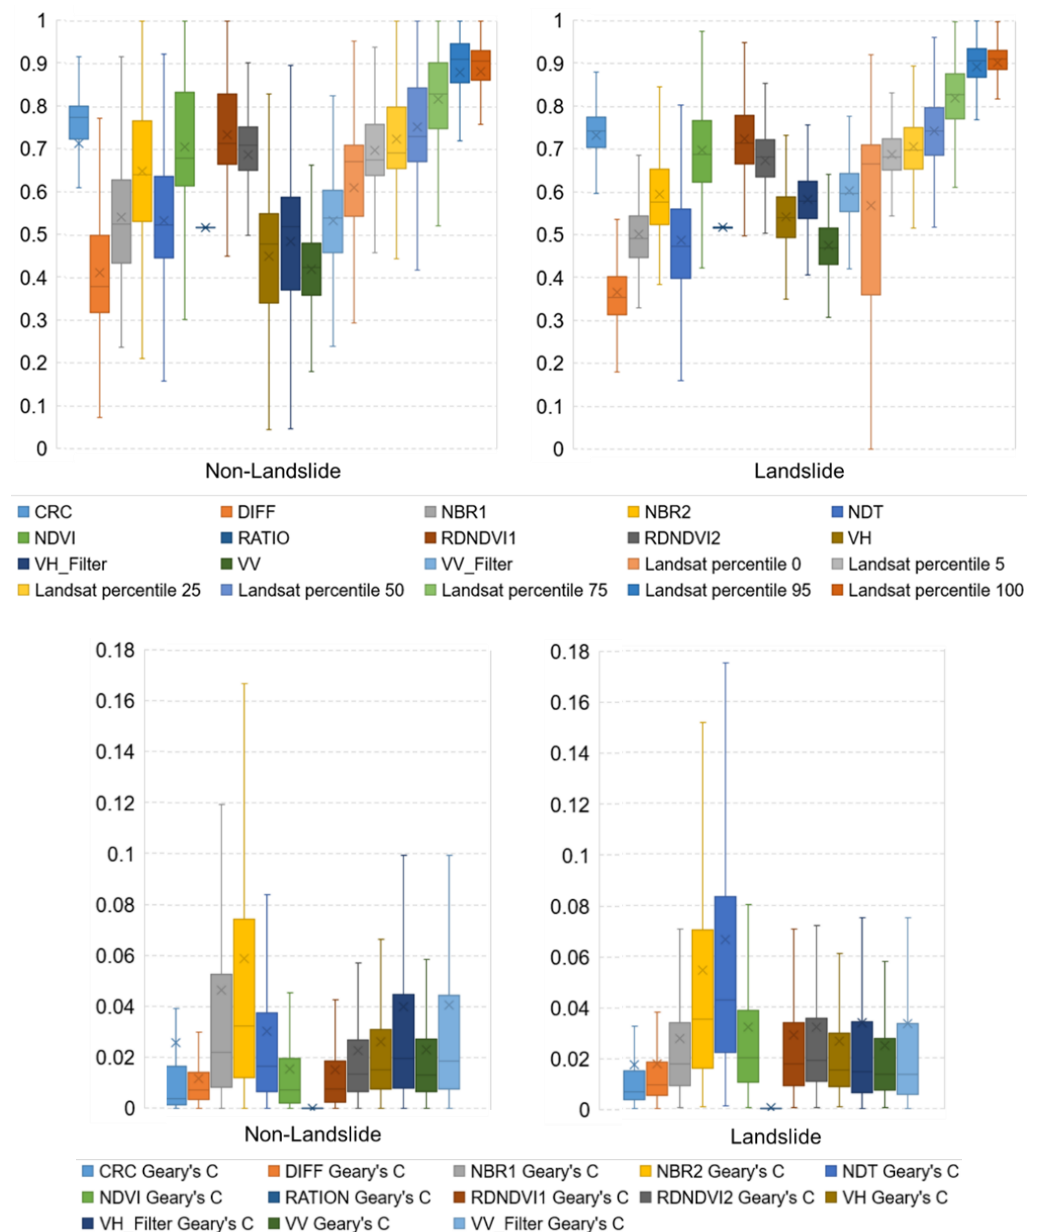 1 1
0.9 0.9
0.8 0.8
0.7 0.7
0.6 0.6
0.5 0.5
0.4 0.4
0.3 0.3
0.2 0.2
0.1 0.1
0 0
Non-Landslide Landslide
CRC DIFF NBR1 NBR2 NDT
NDVI RATIO RDNDVI1 RDNDVI2 VH
VH_Filter VV VV_Filter Landsat percentile 0 Landsat percentile 5
Landsat percentile 25 Landsat percentile 50 Landsat percentile 75 Landsat percentile 95 Landsat percentile 100
0.18 0.18
0.16 0.16
0.14 0.14
0.12 0.12
0.1 0.1
0.08 0.08
0.06 0.06
0.04 0.04
0.02 0.02
0 0
Non-Landslide Landslide
CRC Geary's C DIFF Geary's C NBR1 Geary's C NBR2 Geary's C NDT Geary's C
NDVI Geary's C RATION Geary's C RDNDVI1 Geary's C RDNDVI2 Geary's C VH Geary's C
VH_Filter Geary's C VV Geary's C VV_Filter Geary's C